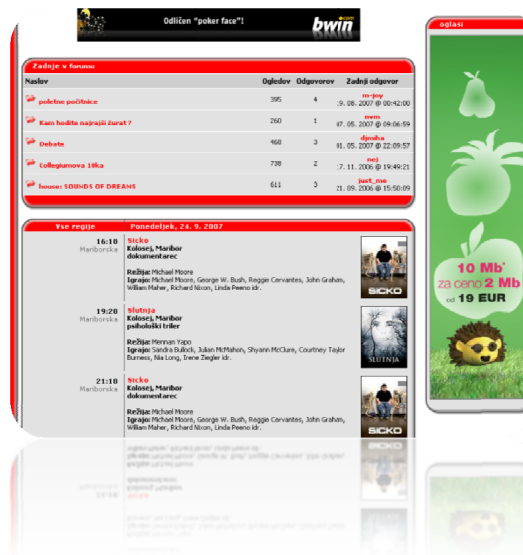 Odličen "poker face"!
bwin.com
oglasi
Zadnje v forumu
Naslov Ogledov Odgovorov Zadnji odgovor
poletne počitnice 395 4 m-joy
08. 2007 @ 00:42:00
Kam hodite najrajši žurat? 260 1 mvm
05. 2007 @ 09:06:59
Debate 468 3 djmiha
05. 2007 @ 22:09:57
Collegiumova 10ka 738 2 nej
11. 2006 @ 19:49:21
house: SOUNDS OF DREAMS 611 just_me
09. 2006 @ 15:50:09
Vse regije Ponedeljek, 24. 9. 2007
16:10 Sicko
Mariborska Kolosej, Maribor
dokumentarec
Režija: Michael Moore
Igrajo: Michael Moore, George W. Bush, Reggie Cervantes, John Graham,
William Maher, Richard Nixon, Linda Peeno idr.
SICKO
19:20 Slutnja
Mariborska Kolosej, Maribor
psihološki triler
Režija: Mennan Yapo
Igrajo: Sandra Bullock, Julian McMahon, Shyann McClure, Courtney Taylor
Burness, Nia Long, Irene Ziegler idr.
SLUTNJA
21:10 Sicko
Mariborska Kolosej, Maribor
dokumentarec
Režija: Michael Moore
Igrajo: Michael Moore, George W. Bush, Reggie Cervantes, John Graham,
William Maher, Richard Nixon, Linda Peeno idr.
SICKO
10 Mb*
za ceno 2 Mb
od 19 EUR